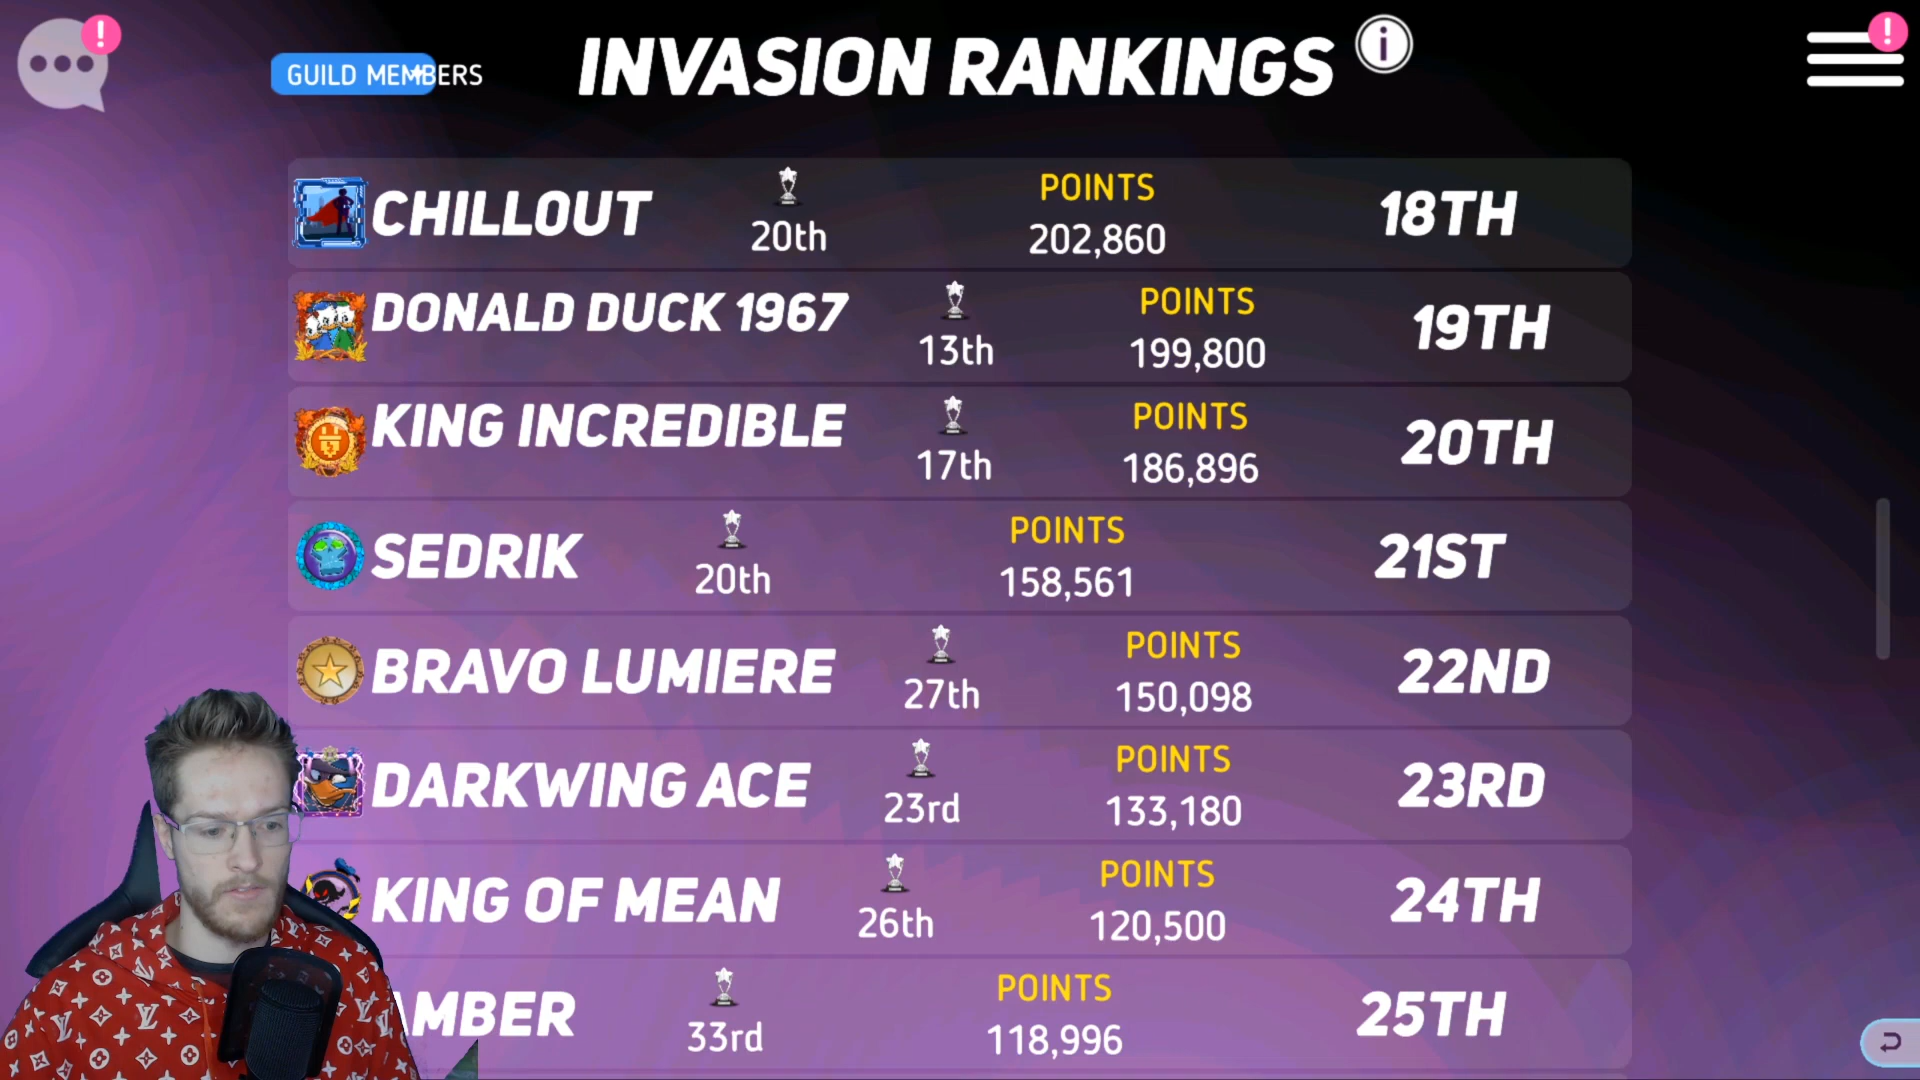 GUILD MEMBERS
INVASION RANKINGS
i
!
!
CHILLOUT
20th
POINTS
202,860
18TH
DONALD DUCK 1967
13th
POINTS
199,800
19TH
KING INCREDIBLE
17th
POINTS
186,896
20TH
SEDRIK
20th
POINTS
158,561
21ST
BRAVO LUMIERE
27th
POINTS
150,098
22ND
DARKWING ACE
23rd
POINTS
133,180
23RD
KING OF MEAN
26th
POINTS
120,500
24TH
AMBER
33rd
POINTS
118,996
25TH